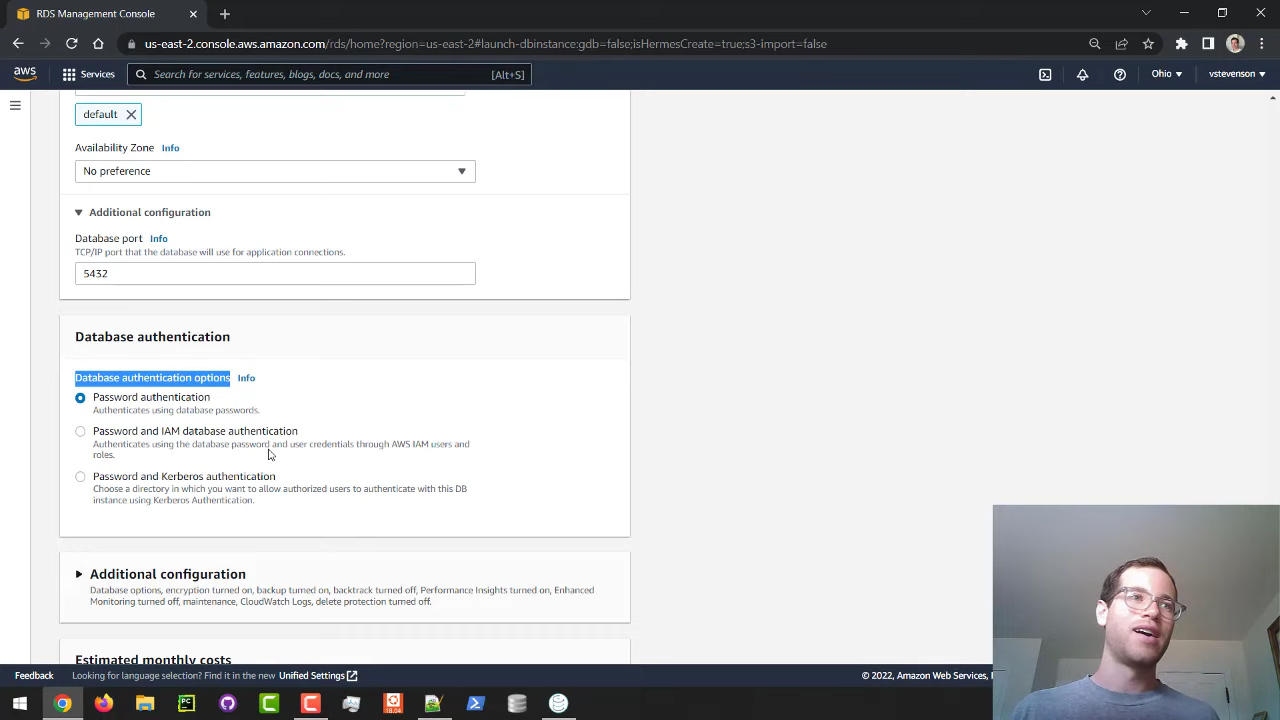 RDS Management Console
us-east-2.console.aws.amazon.com/rds/home?region=us-east-2#launch-dbinstance:gdb=false;isHermesCreate=true;s3-import=false
aws
Services
Search for services, features, blogs, docs, and more
[Alt+S]
Ohio
vstevenson
default
Availability Zone Info
No preference
Additional configuration
Database port Info
TCP/IP port that the database will use for application connections.
5432
Database authentication
Database authentication options Info
Password authentication
Authenticates using database passwords.
Password and IAM database authentication
Authenticates using the database password and user credentials through AWS IAM users and
roles.
Password and Kerberos authentication
Choose a directory in which you want to allow authorized users to authenticate with this DB
instance using Kerberos Authentication.
Additional configuration
Database options, encryption turned on, backup turned on, backtrack turned off, Performance Insights turned on, Enhanced
Monitoring turned off, maintenance, CloudWatch Logs, delete protection turned off.
Estimated monthly costs
Feedback
Looking for language selection? Find it in the new Unified Settings
© 2022, Amazon Web Services,
PC
18.04